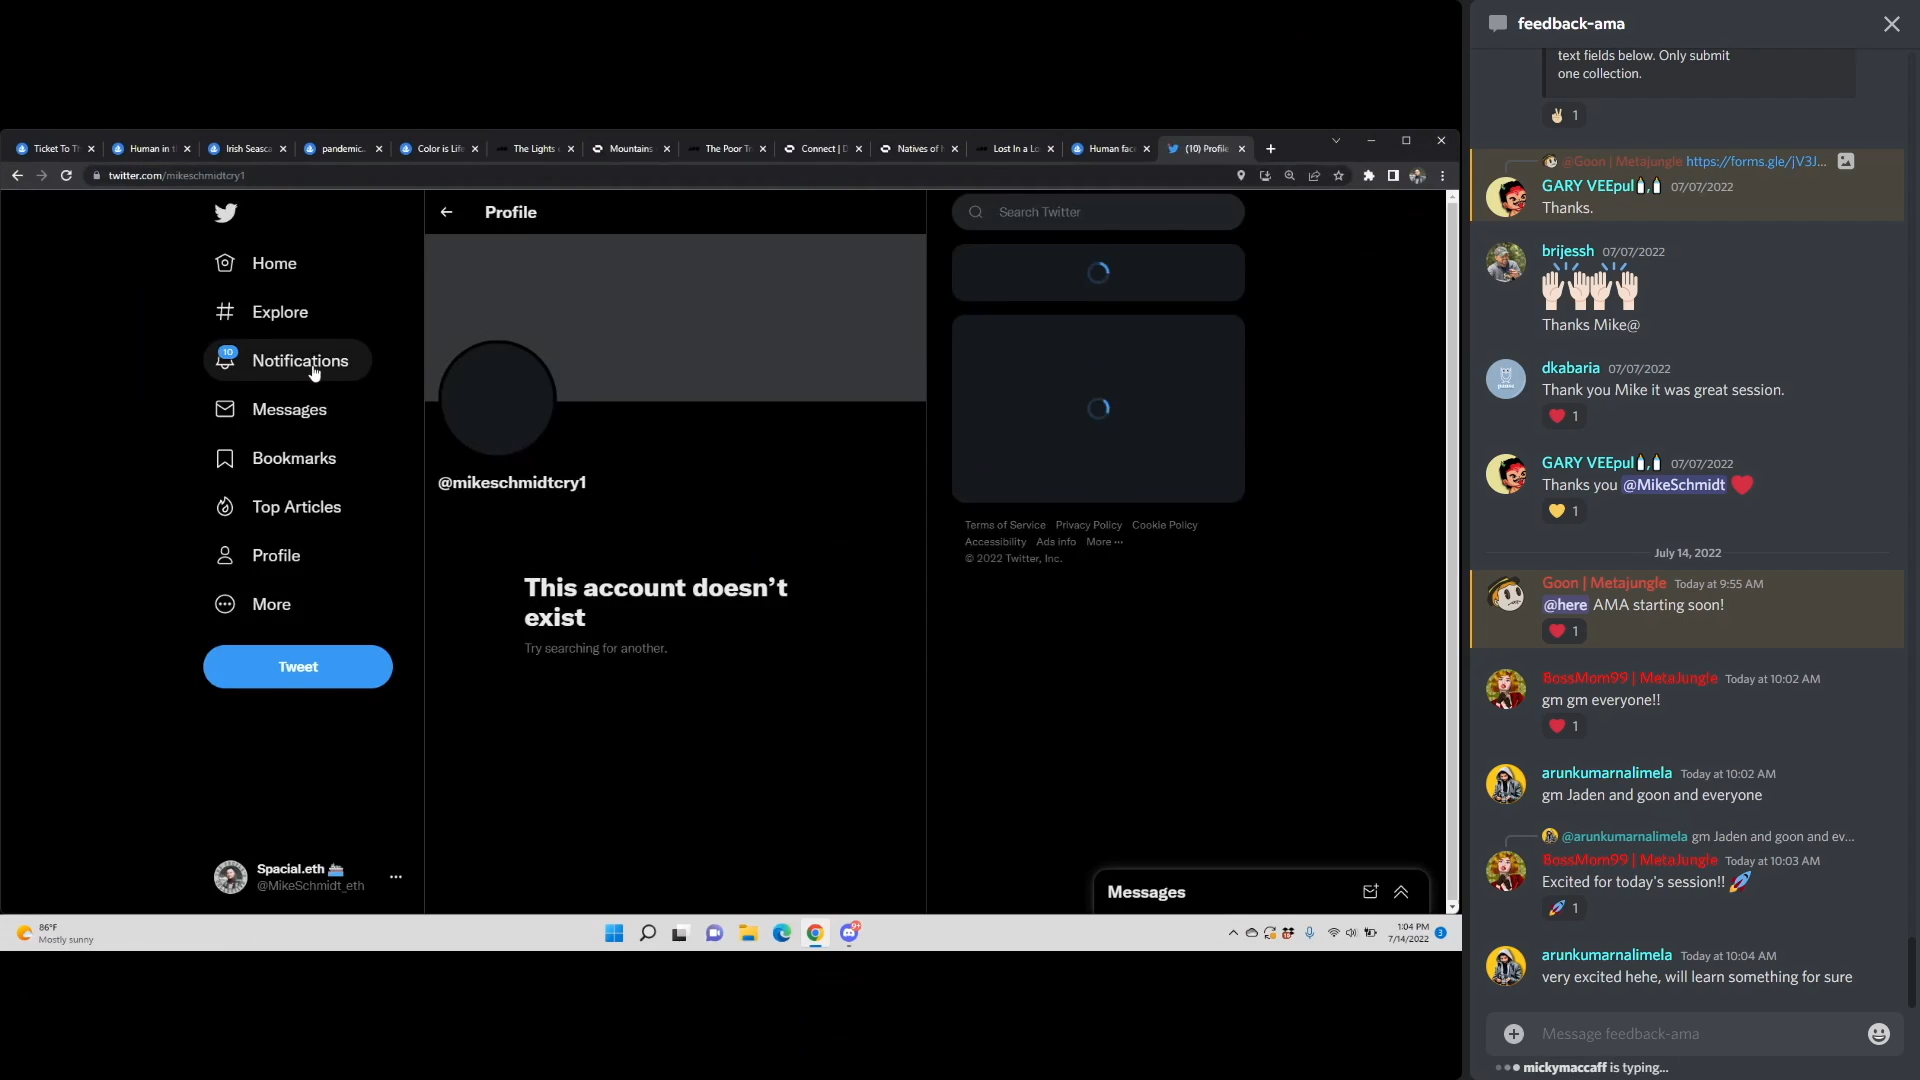 Ticket To Th
Human in t
Irish Seasca
pandemic.
Color is Life
The Lights
Mountains
The Poor Tr
Connect | D
Natives of
Lost In a Lo
Human fac
(10) Profile
twitter.com/mikeschmidtcry1
Profile
Search Twitter
Home
Explore
10
Notifications
Messages
Bookmarks
Top Articles
Profile
More
Tweet
Spacial.eth
@MikeSchmidt_eth
@mikeschmidtcry1
This account doesn't
exist
Try searching for another.
Terms of Service Privacy Policy Cookie Policy
Accessibility Ads info More ···
© 2022 Twitter, Inc.
Messages
86°F
Mostly sunny
1:04 PM
7/14/2022
3
feedback-ama
text fields below. Only submit
one collection.
1
@Goon | Metajungle https://forms.gle/jV3J...
GARY VEEpul 07/07/2022
Thanks.
brijessh 07/07/2022
Thanks Mike@
dkabaria 07/07/2022
Thank you Mike it was great session.
1
GARY VEEpul 07/07/2022
Thanks you @MikeSchmidt
1
July 14, 2022
Goon | Metajungle Today at 9:55 AM
@here AMA starting soon!
1
BossMom99 | MetaJungle Today at 10:02 AM
gm gm everyone!!
1
arunkumarnalimela Today at 10:02 AM
gm Jaden and goon and everyone
@arunkumarnalimela gm Jaden and goon and ev...
BossMom99 | MetaJungle Today at 10:03 AM
Excited for today's session!!
1
arunkumarnalimela Today at 10:04 AM
very excited hehe, will learn something for sure
Message feedback-ama
mickymaccaff is typing...